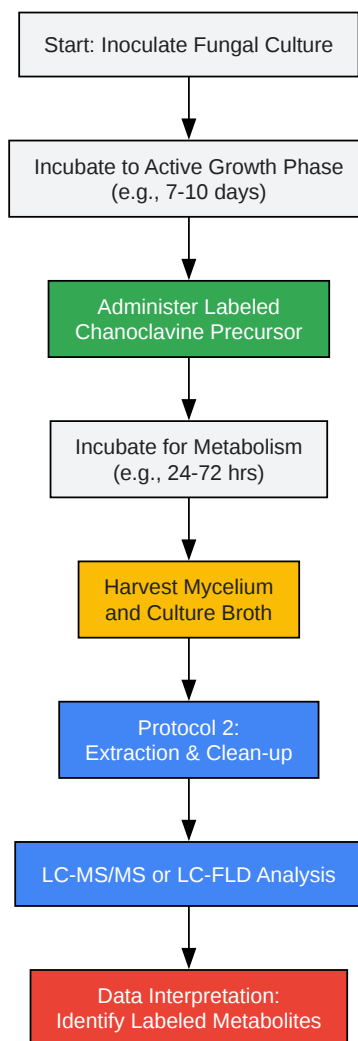 Start: Inoculate Fungal Culture
Incubate to Active Growth Phase
(e.g., 7-10 days)
Administer Labeled
Chanoclavine Precursor
Incubate for Metabolism
(e.g., 24-72 hrs)
Harvest Mycelium
and Culture Broth
Protocol 2:
Extraction & Clean-up
LC-MS/MS or LC-FLD Analysis
Data Interpretation:
Identify Labeled Metabolites